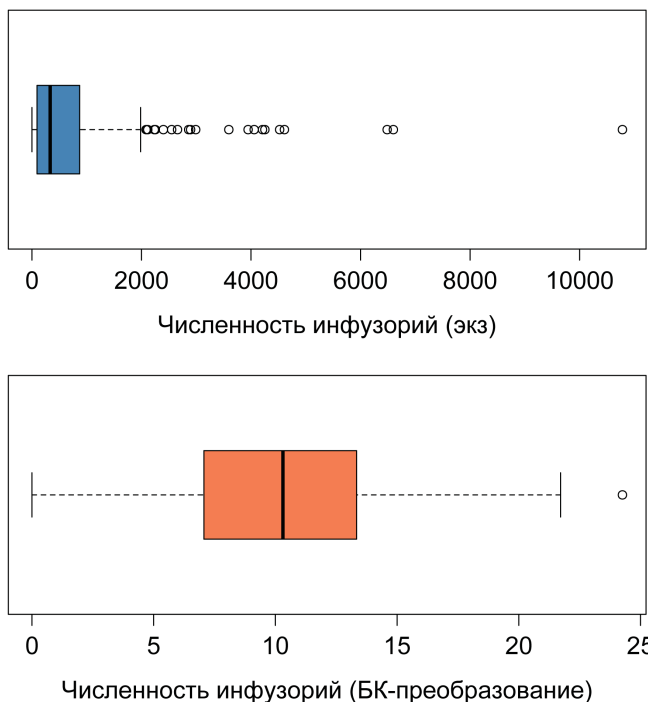 0 2000 4000 6000 8000 10000
Численность инфузорий (экз)
0 5 10 15 20 25
Численность инфузорий (БК-преобразование)